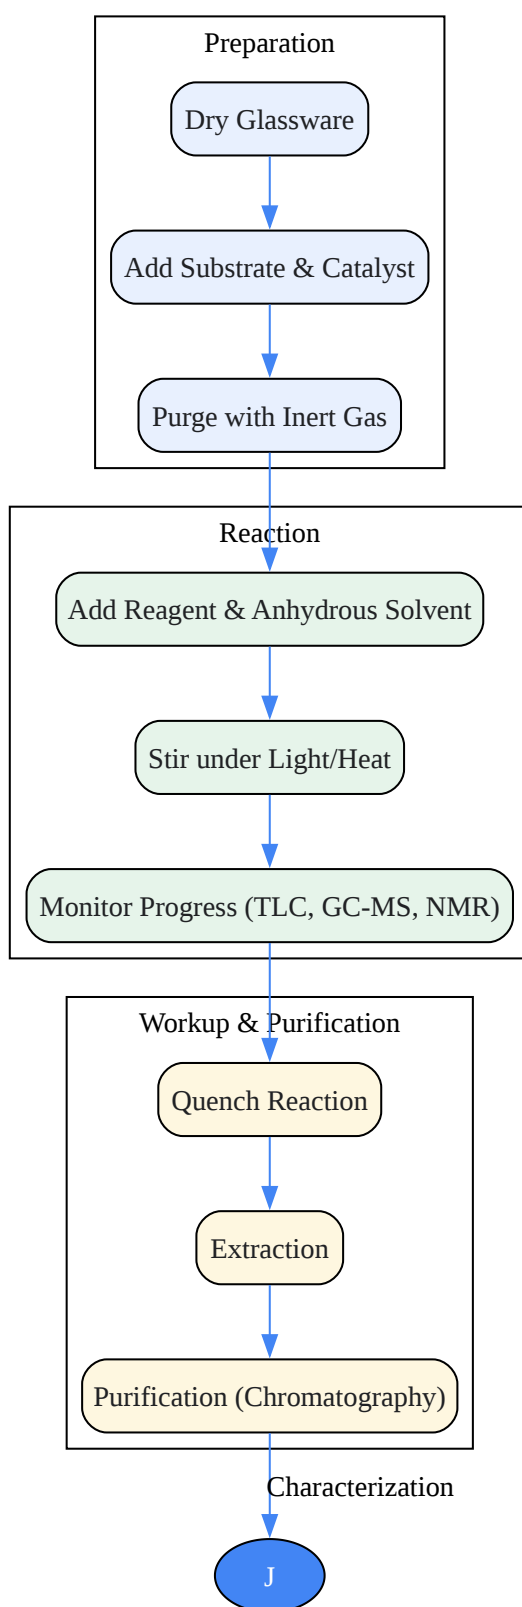 Preparation
Dry Glassware
Add Substrate & Catalyst
Purge with Inert Gas
Reaction
Add Reagent & Anhydrous Solvent
Stir under Light/Heat
Monitor Progress (TLC, GC-MS, NMR)
Workup & Purification
Quench Reaction
Extraction
Purification (Chromatography)
Characterization
J